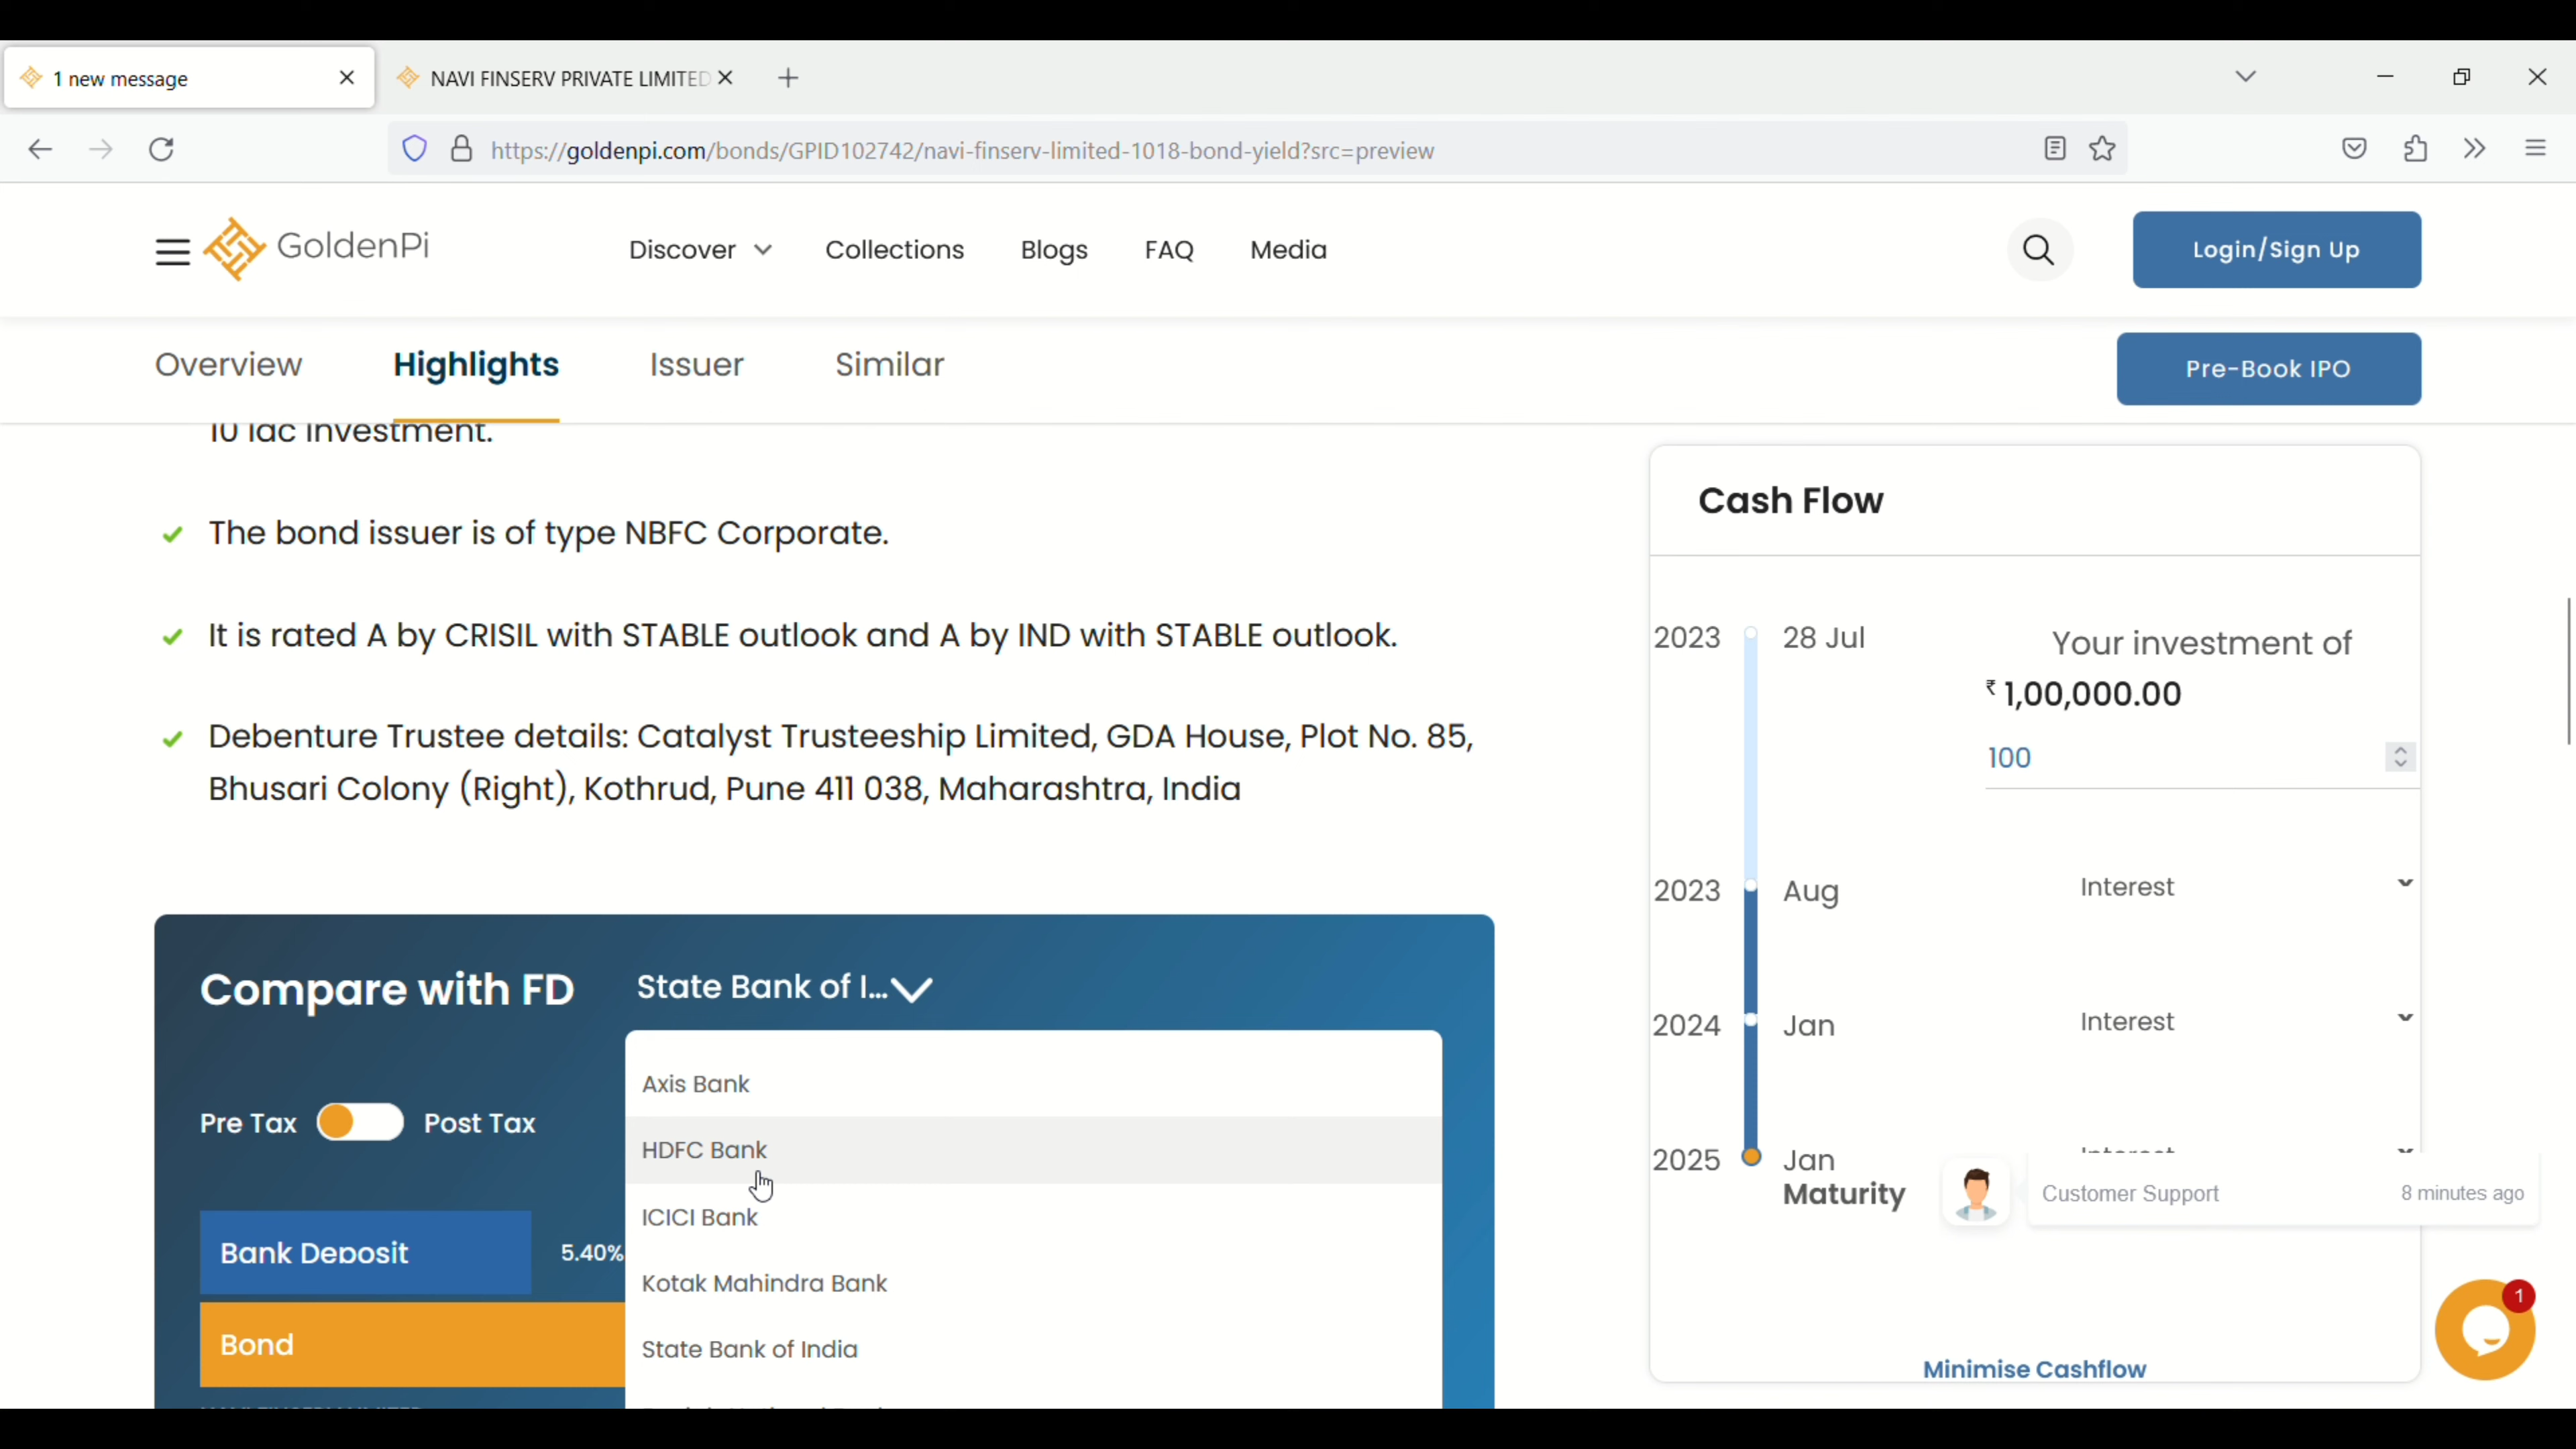 1 new message
NAVI FINSERV PRIVATE LIMITED
https://goldenpi.com/bonds/GPID102742/navi-finserv-limited-1018-bond-yield?src=preview
GoldenPi
Discover
Collections
Blogs
FAQ
Media
Login/Sign Up
Overview
Highlights
Issuer
Similar
Pre-Book IPO
10 lac investment.
The bond issuer is of type NBFC Corporate.
It is rated A by CRISIL with STABLE outlook and A by IND with STABLE outlook.
Debenture Trustee details: Catalyst Trusteeship Limited, GDA House, Plot No. 85,
Bhusari Colony (Right), Kothrud, Pune 411 038, Maharashtra, India
Compare with FD
State Bank of I...
Axis Bank
HDFC Bank
ICICI Bank
Kotak Mahindra Bank
State Bank of India
Pre Tax
Post Tax
Bank Deposit
5.40%
Bond
Cash Flow
2023
28 Jul
Your investment of
₹ 1,00,000.00
100
2023
Aug
Interest
2024
Jan
Interest
2025
Jan
Interest
Maturity
Customer Support
8 minutes ago
1
Minimise Cashflow